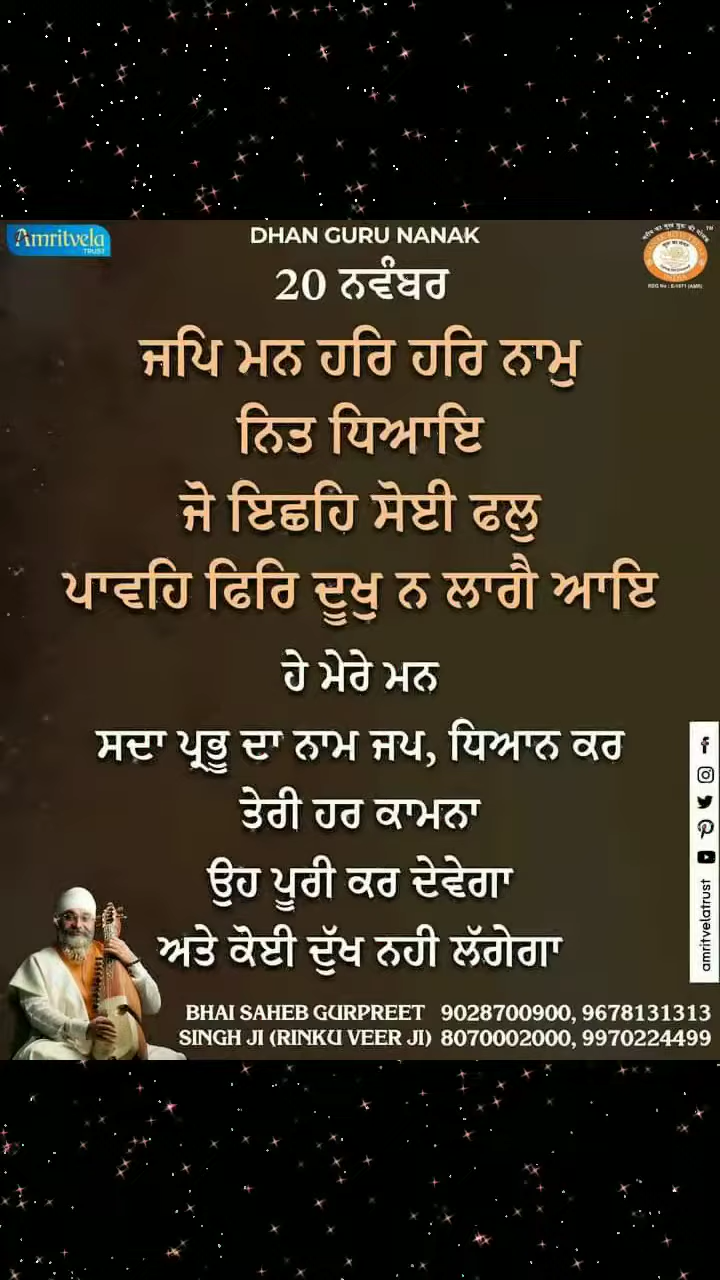 Amritvela
TRUST
DHAN GURU NANAK
20 ਨਵੰਬਰ
ਜਪਿ ਮਨ ਹਰਿ ਹਰਿ ਨਾਮੁ
ਨਿਤ ਧਿਆਇ
ਜੋ ਇਛਹਿ ਸੋਈ ਫਲੁ
ਪਾਵਹਿ ਫਿਰਿ ਦੂਖੁ ਨ ਲਾਗੈ ਆਇ
ਹੇ ਮੇਰੇ ਮਨ
ਸਦਾ ਪ੍ਰਭੂ ਦਾ ਨਾਮ ਜਪ, ਧਿਆਨ ਕਰ
ਤੇਰੀ ਹਰ ਕਾਮਨਾ
ਉਹ ਪੂਰੀ ਕਰ ਦੇਵੇਗਾ
ਅਤੇ ਕੋਈ ਦੁੱਖ ਨਹੀ ਲੱਗੇਗਾ
amritvelatrust
BHAI SAHEB GURPREET 9028700900, 9678131313
SINGH JI (RINKU VEER JI) 8070002000, 9970224499